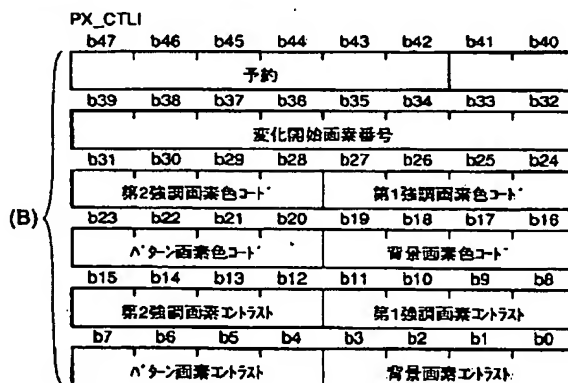 PX_CTLI
b47 b46 b45 b44 b43 b42 b41 b40
予約
b39 b38 b37 b36 b35 b34 b33 b32
変化開始画素番号
b31 b30 b29 b28 b27 b26 b25 b24
第2強調画素色コード 第1強調画素色コード
(B)
b23 b22 b21 b20 b19 b18 b17 b16
パターン画素色コード 背景画素色コード
b15 b14 b13 b12 b11 b10 b9 b8
第2強調画素コントラスト 第1強調画素コントラスト
b7 b6 b5 b4 b3 b2 b1 b0
パターン画素コントラスト 背景画素コントラスト